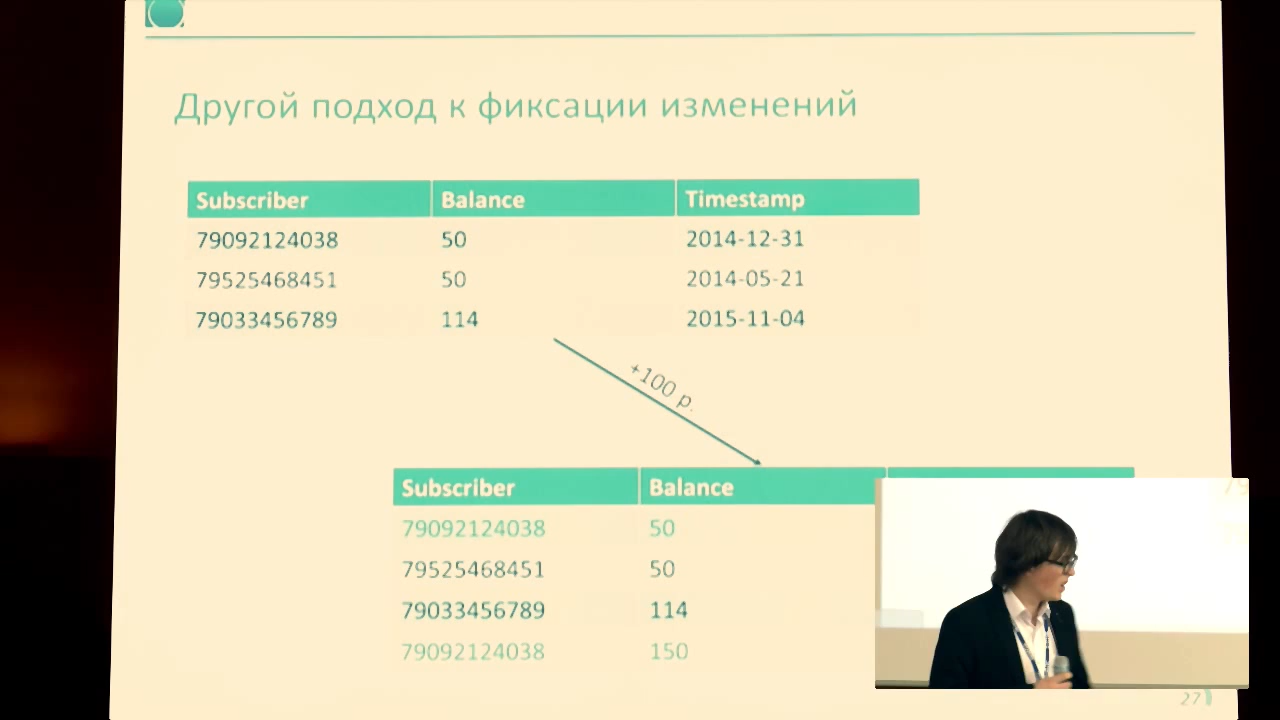 Другой подход к фиксации изменений
Subscriber Balance Timestamp
79092124038 50 2014-12-31
79525468451 50 2014-05-21
79033456789 114 2015-11-04
+100 р.
Subscriber Balance
79092124038 50
79525468451 50
79033456789 114
79092124038 150
27